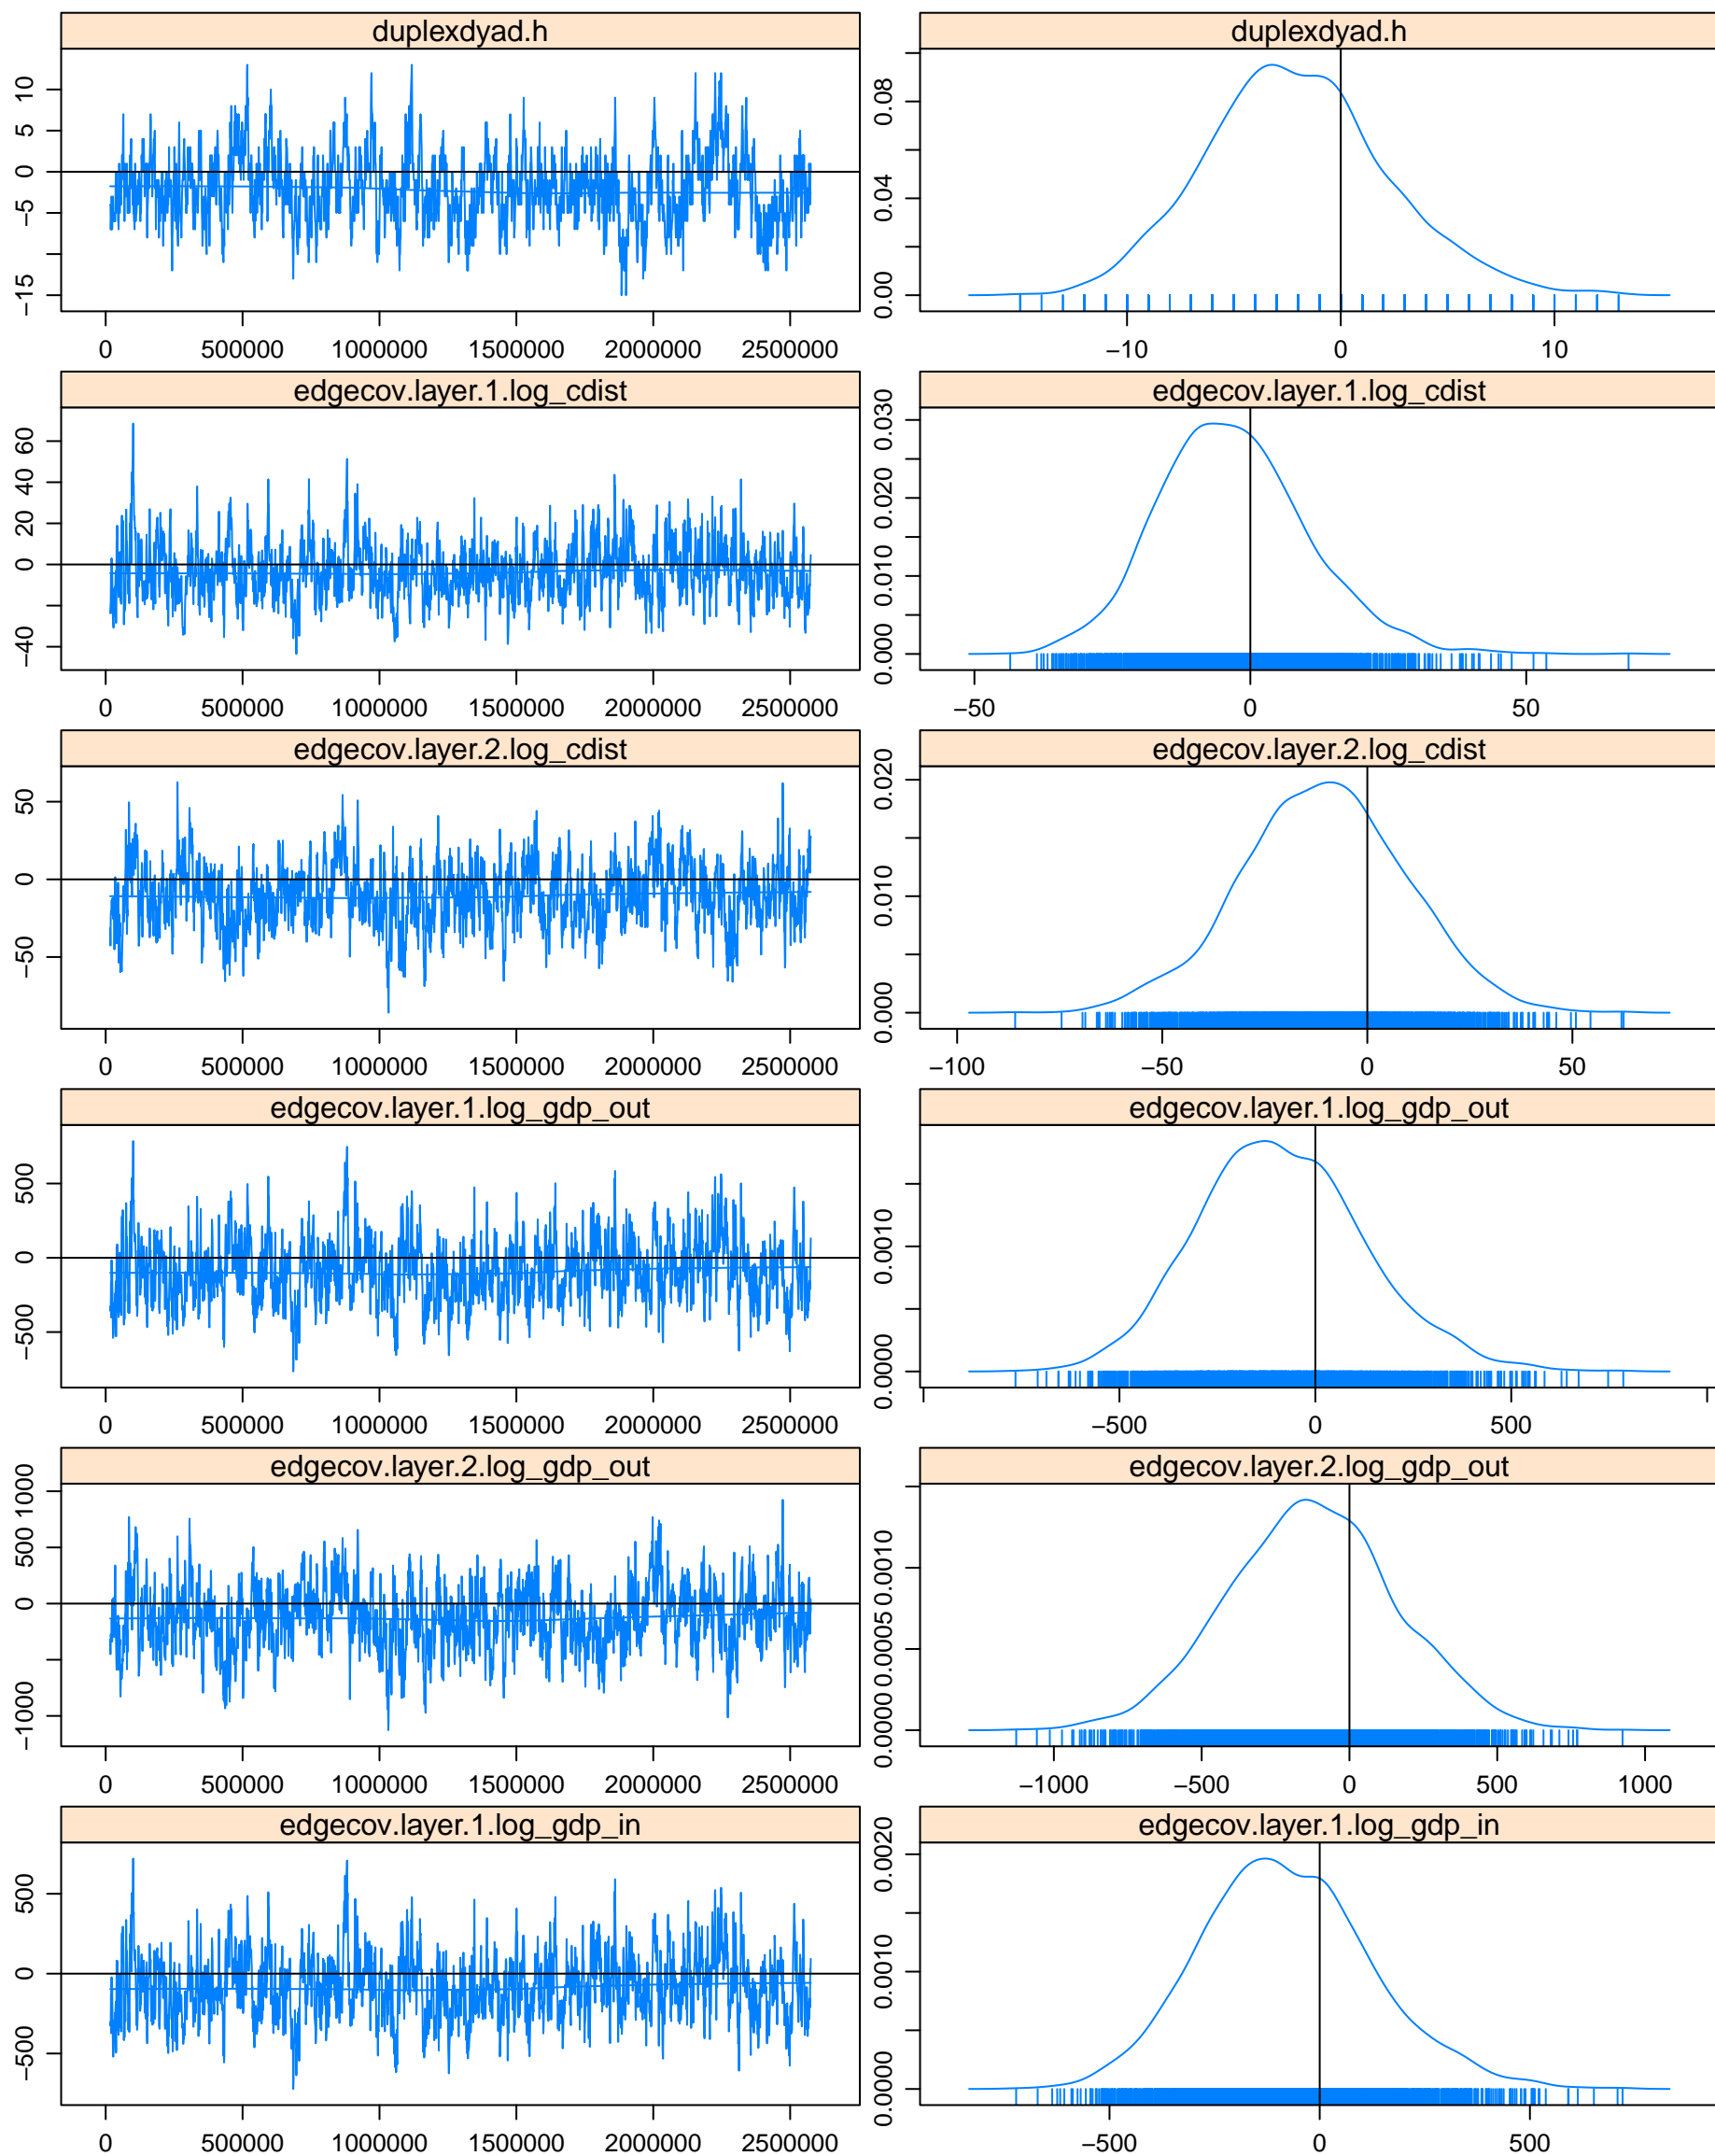 duplexdyad.h duplexdyad.h
−15 −5 0 5 10 0.00 0.04 0.08
0 500000 1000000 1500000 2000000 2500000 −10 0 10
edgecov.layer.1.log_cdist edgecov.layer.1.log_cdist
−40 0 20 40 60 0.000 0.010 0.020 0.030
0 500000 1000000 1500000 2000000 2500000 −50 0 50
edgecov.layer.2.log_cdist edgecov.layer.2.log_cdist
−50 0 50 0.000 0.010 0.020
0 500000 1000000 1500000 2000000 2500000 −100 −50 0 50
edgecov.layer.1.log_gdp_out edgecov.layer.1.log_gdp_out
−500 0 500 0.0000 0.0010
0 500000 1000000 1500000 2000000 2500000 −500 0 500
edgecov.layer.2.log_gdp_out edgecov.layer.2.log_gdp_out
−1000 0 500 1000 0.0000 0.0005 0.0010
0 500000 1000000 1500000 2000000 2500000 −1000 −500 0 500 1000
edgecov.layer.1.log_gdp_in edgecov.layer.1.log_gdp_in
−500 0 500 0.0000 0.0010 0.0020
0 500000 1000000 1500000 2000000 2500000 −500 0 500